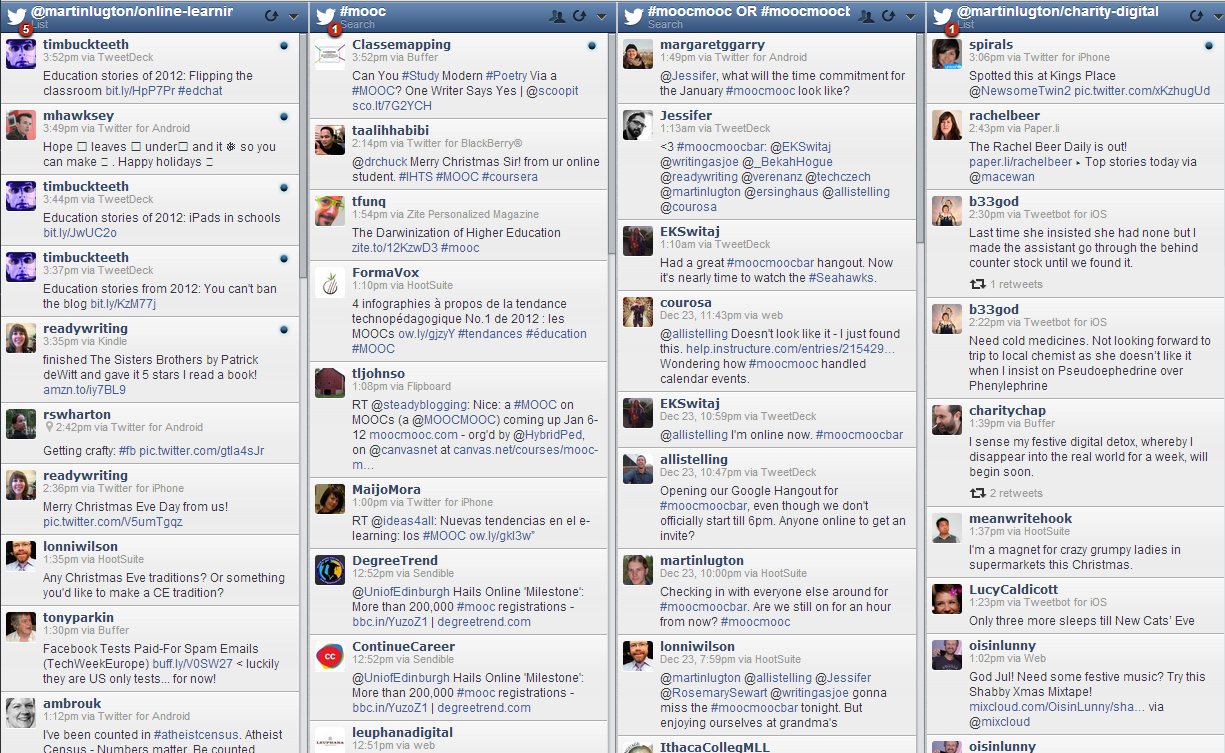 @martinlugton/online-learnir
List
5
timbuckteeth
3:52pm via TweetDeck
Education stories of 2012: Flipping the
classroom bit.ly/HpP7Pr #edchat
mhawksey
3:49pm via Twitter for Android
Hope □ leaves □ under□ and it ❄ so you
can make □ . Happy holidays □
timbuckteeth
3:44pm via TweetDeck
Education stories of 2012: iPads in schools
bit.ly/JwUC2o
timbuckteeth
3:37pm via TweetDeck
Education stories from 2012: You can't ban
the blog bit.ly/KzM77j
readywriting
3:35pm via Kindle
finished The Sisters Brothers by Patrick
deWitt and gave it 5 stars I read a book!
amzn.to/iy7BL9
rswharton
2:42pm via Twitter for Android
Getting crafty: #fb pic.twitter.com/gtla4sJr
readywriting
2:36pm via Twitter for iPhone
Merry Christmas Eve Day from us!
pic.twitter.com/V5umTgqz
lonniwilson
1:35pm via HootSuite
Any Christmas Eve traditions? Or something
you'd like to make a CE tradition?
tonyparkin
1:30pm via Buffer
Facebook Tests Paid-For Spam Emails
(TechWeekEurope) buff.ly/V0SW27 < luckily
they are US only tests... for now!
ambrouk
1:12pm via Twitter for Android
I've been counted in #atheistcensus. Atheist
Census - Numbers matter. Be counted
#mooc
Search
1
Classemapping
3:52pm via Buffer
Can You #Study Modern #Poetry Via a
#MOOC? One Writer Says Yes | @scoopit
sco.lt/7G2YCH
taalihhabibi
2:14pm via Twitter for BlackBerry®
@drchuck Merry Christmas Sir! from ur online
student. #IHTS #MOOC #coursera
tfunq
1:54pm via Zite Personalized Magazine
The Darwinization of Higher Education
zite.to/12KzwD3 #mooc
FormaVox
1:10pm via HootSuite
4 infographies à propos de la tendance
technopédagogique No.1 de 2012 : les
MOOCs ow.ly/gjzyY #tendances #éducation
#MOOC
tljohnso
1:08pm via Flipboard
RT @steadyblogging: Nice: a #MOOC on
MOOCs (a @MOOCMOOC) coming up Jan 6-
12 moocmooc.com - org'd by @HybridPed,
on @canvasnet at canvas.net/courses/mooc-
m…
MaijoMora
1:00pm via Twitter for iPhone
RT @ideas4all: Nuevas tendencias en el e-
learning: los #MOOC ow.ly/gkI3w"
DegreeTrend
12:52pm via Sendible
@UniofEdinburgh Hails Online 'Milestone':
More than 200,000 #mooc registrations -
bbc.in/YuzoZ1 | degreetrend.com
CC
ContinueCareer
12:52pm via Sendible
@UniofEdinburgh Hails Online 'Milestone':
More than 200,000 #mooc registrations -
bbc.in/YuzoZ1 | degreetrend.com
LEUPHANA
leuphanadigital
12:51pm via web
#moocmooc OR #moocmoocb
Search
margaretggarry
1:49pm via Twitter for Android
@Jessifer, what will the time commitment for
the January #moocmooc look like?
Jessifer
1:13am via TweetDeck
<3 #moocmoocbar: @EKSwitaj
@writingasjoe @_BekahHogue
@readywriting @verenanz @techczech
@martinlugton @ersinghaus @allistelling
@courosa
EKSwitaj
1:10am via TweetDeck
Had a great #moocmoocbar hangout. Now
it's nearly time to watch the #Seahawks.
courosa
Dec 23, 11:43pm via web
@allistelling Doesn't look like it - I just found
this. help.instructure.com/entries/215429…
Wondering how #moocmooc handled
calendar events.
EKSwitaj
Dec 23, 10:59pm via TweetDeck
@allistelling I'm online now. #moocmoocbar
allistelling
Dec 23, 10:47pm via TweetDeck
Opening our Google Hangout for
#moocmoocbar, even though we don't
officially start till 6pm. Anyone online to get an
invite?
martinlugton
Dec 23, 10:00pm via HootSuite
Checking in with everyone else around for
#moocmoocbar. Are we still on for an hour
from now? #moocmooc
lonniwilson
Dec 23, 7:59pm via HootSuite
@martinlugton @allistelling @Jessifer
@RosemarySewart @writingasjoe gonna
miss the #moocmoocbar tonight. But
enjoying ourselves at grandma's
IthacaCollegMLL
@martinlugton/charity-digital
List
1
spirals
3:06pm via Twitter for iPhone
Spotted this at Kings Place
@NewsomeTwin2 pic.twitter.com/xKzhugUd
rachelbeer
2:43pm via Paper.li
The Rachel Beer Daily is out!
paper.li/rachelbeer ▸ Top stories today via
@macewan
b33god
2:30pm via Tweetbot for iOS
Last time she insisted she had none but I
made the assistant go through the behind
counter stock until we found it.
1 retweets
b33god
2:22pm via Tweetbot for iOS
Need cold medicines. Not looking forward to
trip to local chemist as she doesn't like it
when I insist on Pseudoephedrine over
Phenylephrine
charitychap
1:39pm via Buffer
I sense my festive digital detox, whereby I
disappear into the real world for a week, will
begin soon.
2 retweets
meanwritehook
1:37pm via HootSuite
I'm a magnet for crazy grumpy ladies in
supermarkets this Christmas.
LucyCaldicott
1:23pm via Tweetbot for iOS
Only three more sleeps till New Cats' Eve
oisinlunny
1:02pm via Web
God Jul! Need some festive music? Try this
Shabby Xmas Mixtape!
mixcloud.com/OisinLunny/sha… via
@mixcloud
oisinlunny